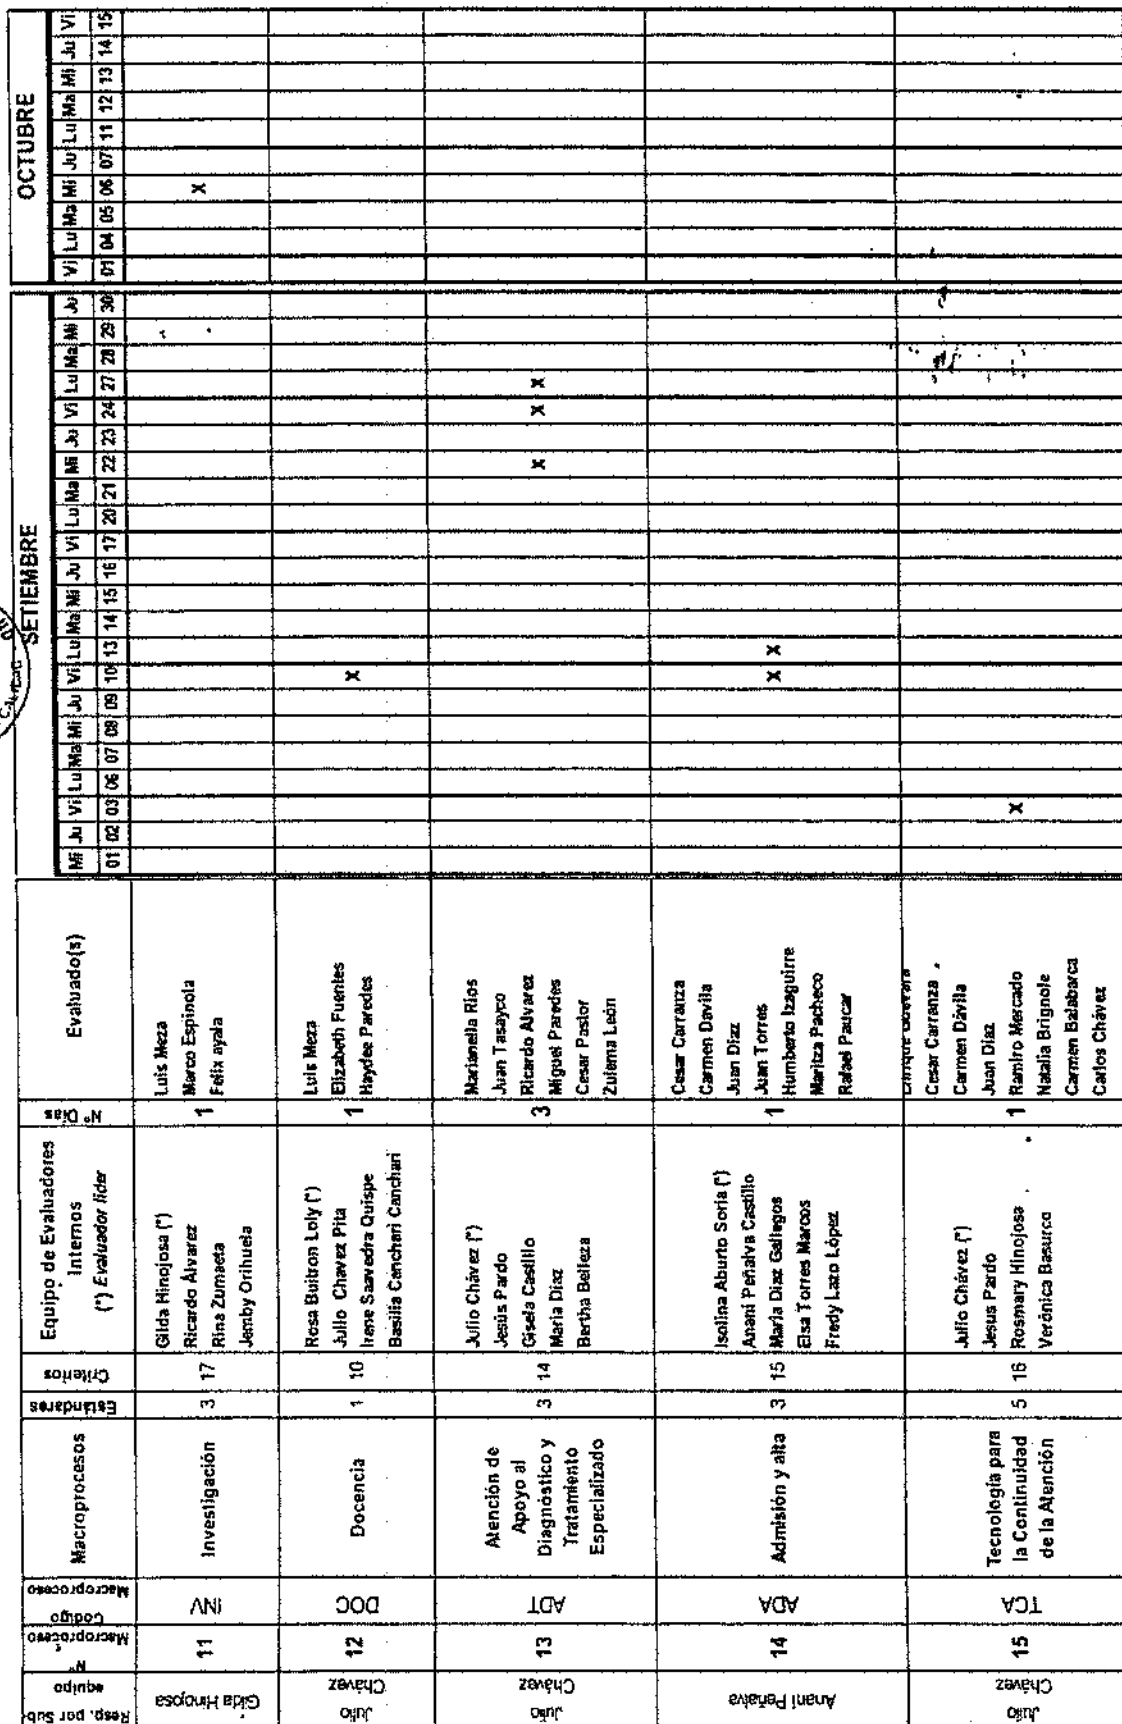 SETIEMBRE
OCTUBRE
Resp. por Sub-equipo
N° Macroproceso
Código Macroproceso
Macroprocesos
Estándares
Criterios
Equipo de Evaluadores Internos
(*) Evaluador líder
N° Días
Evaluado(s)
Mi Ju Vi Lu Ma Mi Ju Vi Lu Ma Mi Ju Vi Lu Ma Mi Ju Vi Lu Ma Mi Ju
01 02 03 06 07 08 09 10 13 14 15 16 17 20 21 22 23 24 27 28 29 30
Vi Lu Ma Mi Ju Lu Ma Mi Ju Vi
01 04 05 06 07 11 12 13 14 15
Gilda Hinojosa
11
INV
Investigación
3
17
Gilda Hinojosa (*)
Ricardo Álvarez
Rina Zumaeta
Jemby Orihuela
1
Luis Meza
Marco Espinola
Felix ayala
X
Julio Chávez
12
DOC
Docencia
1
10
Rosa Buitron Loly (*)
Julio Chavez Pita
Irene Saavedra Quispe
Basilia Canchari Canchari
1
Luis Meza
Elizabeth Fuentes
Haydee Paredes
X
Julio Chávez
13
ADT
Atención de
Apoyo al
Diagnóstico y
Tratamiento
Especializado
3
14
Julio Chávez (*)
Jesús Pardo
Gisela Castillo
María Díaz
Bertha Belleza
3
Marianella Rios
Juan Tasayco
Ricardo Alvarez
Miguel Paredes
Cesar Pastor
Zulema León
X X X
Anani Peñalva
14
ADA
Admisión y alta
3
15
Isolina Aburto Soria (*)
Anani Peñalva Castillo
María Díaz Gallegos
Elsa Torres Marcos
Fredy Lazo López
1
Cesar Carranza
Carmen Davila
Juan Díaz
Juan Torres
Humberto Izaguirre
Maritza Pacheco
Rafael Paucar
X X
Julio Chávez
15
TCA
Tecnología para
la Continuidad
de la Atención
5
16
Julio Chávez (*)
Jesus Pardo
Rosmary Hinojosa
Verónica Basurco
1
Cesar Carranza
Carmen Dávila
Juan Díaz
Ramiro Mercado
Natalia Brignole
Carmen Balabarca
Carlos Chávez
X